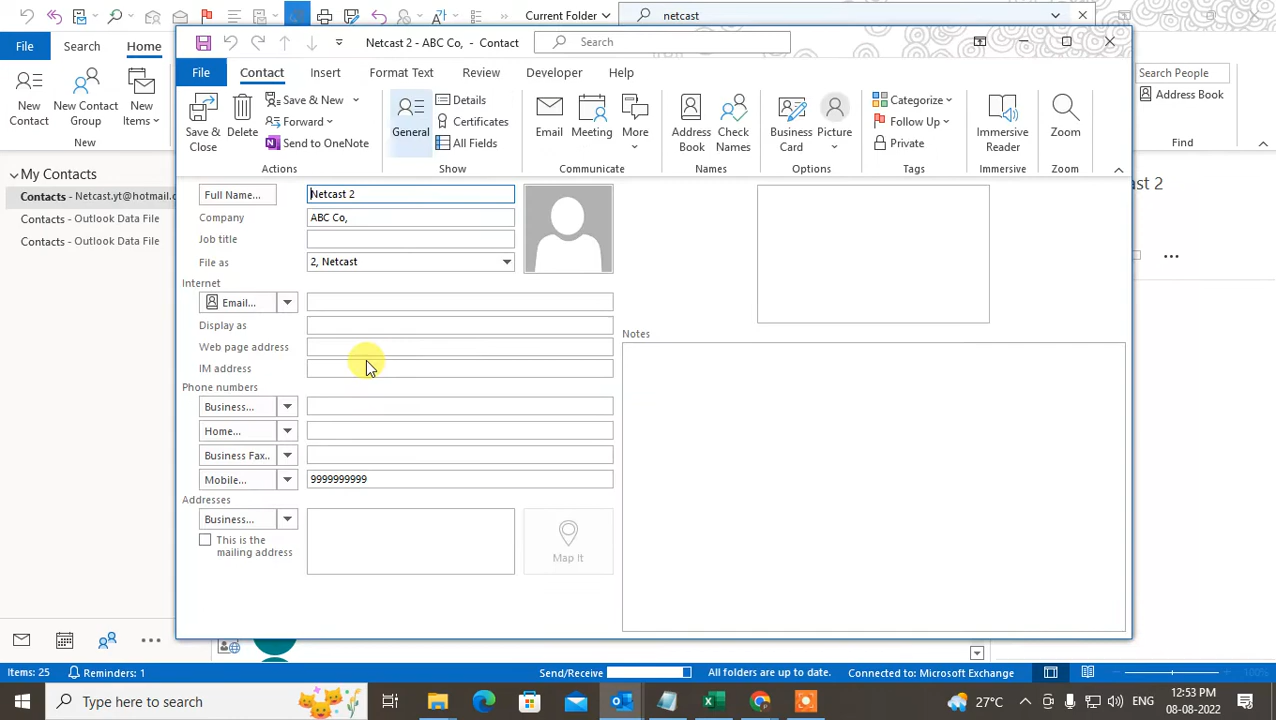 Current Folder
netcast
Netcast 2 - ABC Co, - Contact
Search
File
Search
Home
File
Contact
Insert
Format Text
Review
Developer
Help
Search People
Address Book
Find
New Contact
New Contact Group
New Items
New
Save & Close
Delete
Save & New
Forward
Send to OneNote
Actions
General
Details
Certificates
All Fields
Show
Email
Meeting
More
Communicate
Address Book
Check Names
Names
Business Card
Picture
Options
Categorize
Follow Up
Private
Tags
Immersive Reader
Immersive
Zoom
Zoom
My Contacts
Contacts - Netcast.yt@hotmail.c
Contacts - Outlook Data File
Contacts - Outlook Data File
Full Name...
Netcast 2
Company
ABC Co,
Job title
File as
2, Netcast
Internet
Email...
Display as
Web page address
IM address
Phone numbers
Business...
Home...
Business Fax..
Mobile...
9999999999
Addresses
Business...
This is the mailing address
Map It
Notes
st 2
Items: 25
Reminders: 1
Send/Receive
All folders are up to date.
Connected to: Microsoft Exchange
100%
Type here to search
27°C
ENG
12:53 PM
08-08-2022